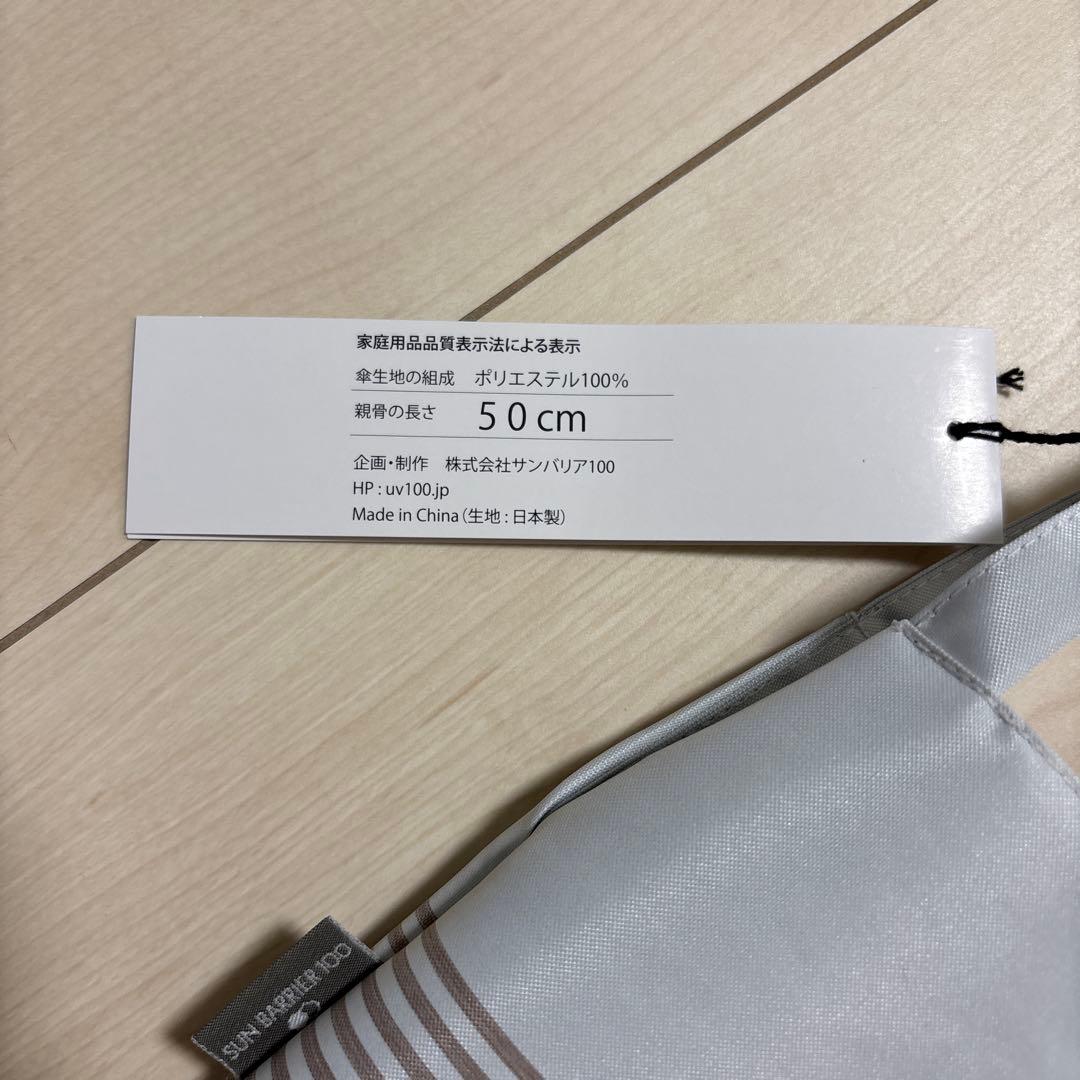 家庭用品品質表示法による表示
傘生地の組成 ポリエステル100%
親骨の長さ 50cm
企画・制作 株式会社サンバリア100
HP : uv100.jp
Made in China（生地 : 日本製）
SUN BARRIER 100